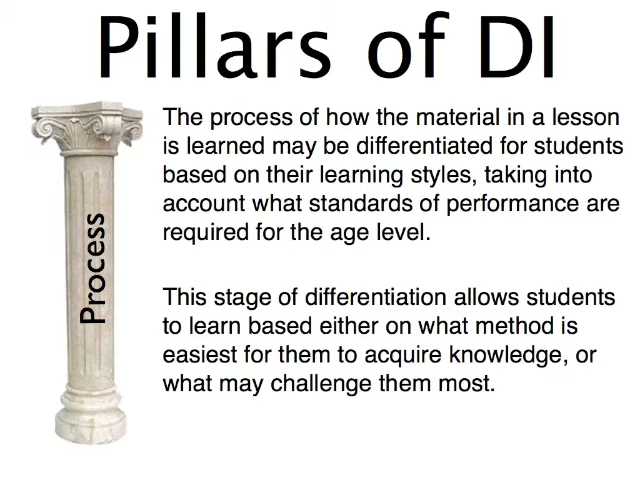 Pillars of DI
The process of how the material in a lesson
is learned may be differentiated for students
based on their learning styles, taking into
account what standards of performance are
required for the age level.
This stage of differentiation allows students
to learn based either on what method is
easiest for them to acquire knowledge, or
what may challenge them most.
Process